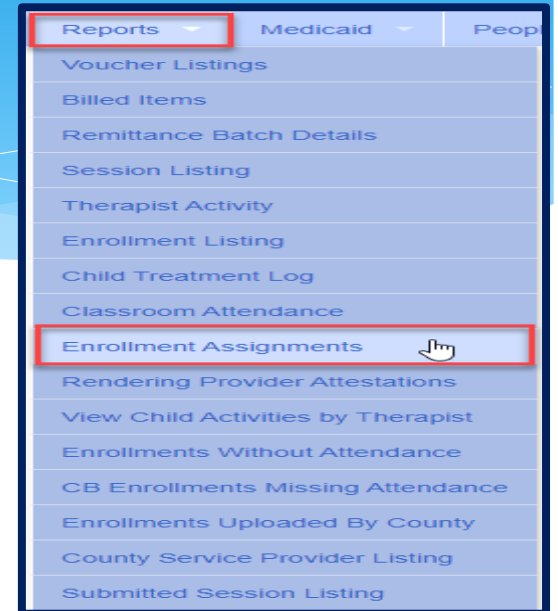 Reports Medicaid Peopl
Voucher Listings
Billed Items
Remittance Batch Details
Session Listing
Therapist Activity
Enrollment Listing
Child Treatment Log
Classroom Attendance
Enrollment Assignments
Rendering Provider Attestations
View Child Activities by Therapist
Enrollments Without Attendance
CB Enrollments Missing Attendance
Enrollments Uploaded By County
County Service Provider Listing
Submitted Session Listing